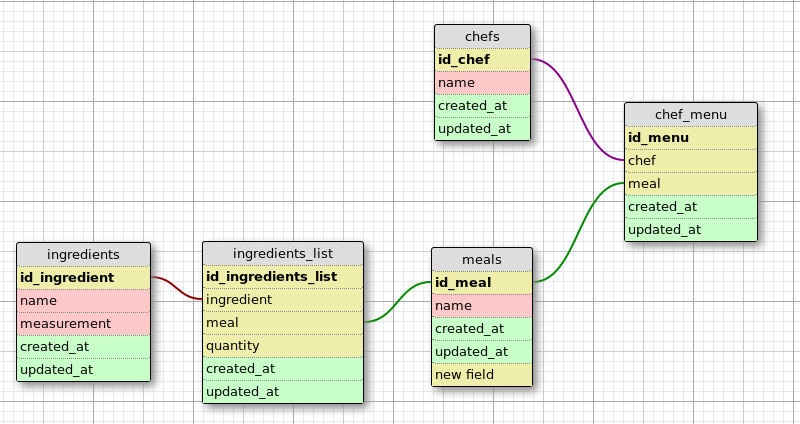 chefs
id_chef
name
created_at
updated_at
chef_menu
id_menu
chef
meal
created_at
updated_at
ingredients
id_ingredient
name
measurement
created_at
updated_at
ingredients_list
id_ingredients_list
ingredient
meal
quantity
created_at
updated_at
meals
id_meal
name
created_at
updated_at
new field